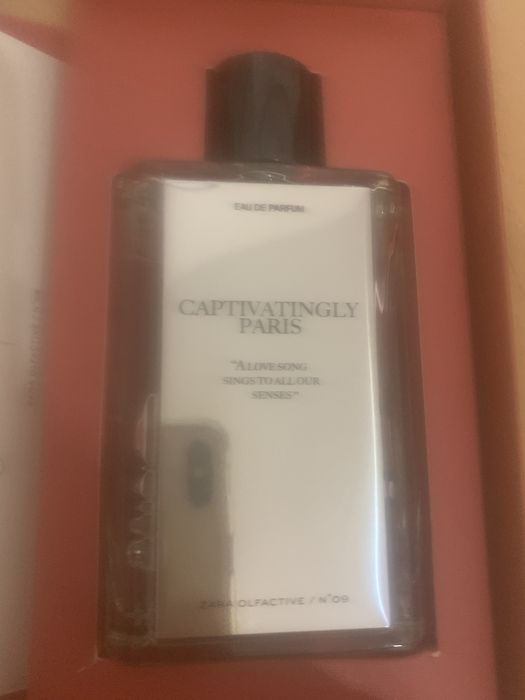 EAU DE PARFUM
CAPTIVATINGLY
PARIS
"A LOVE SONG
SINGS TO ALL OUR
SENSES"
ZARA OLFACTIVE / N°09